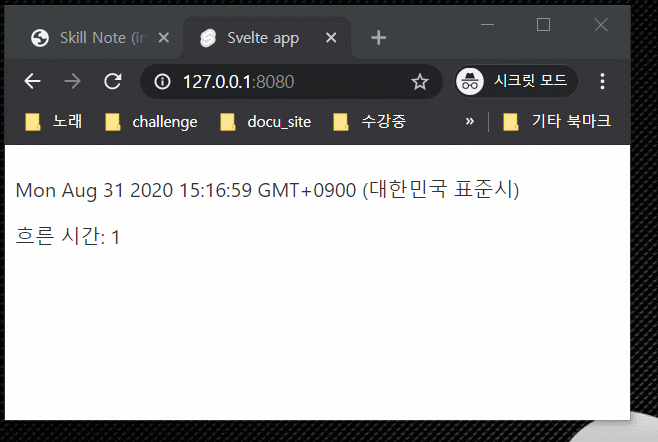 Skill Note (in
Svelte app
127.0.0.1:8080
시크릿 모드
노래
challenge
docu_site
수강중
»
기타 북마크
Mon Aug 31 2020 15:16:59 GMT+0900 (대한민국 표준시)
흐른 시간: 1